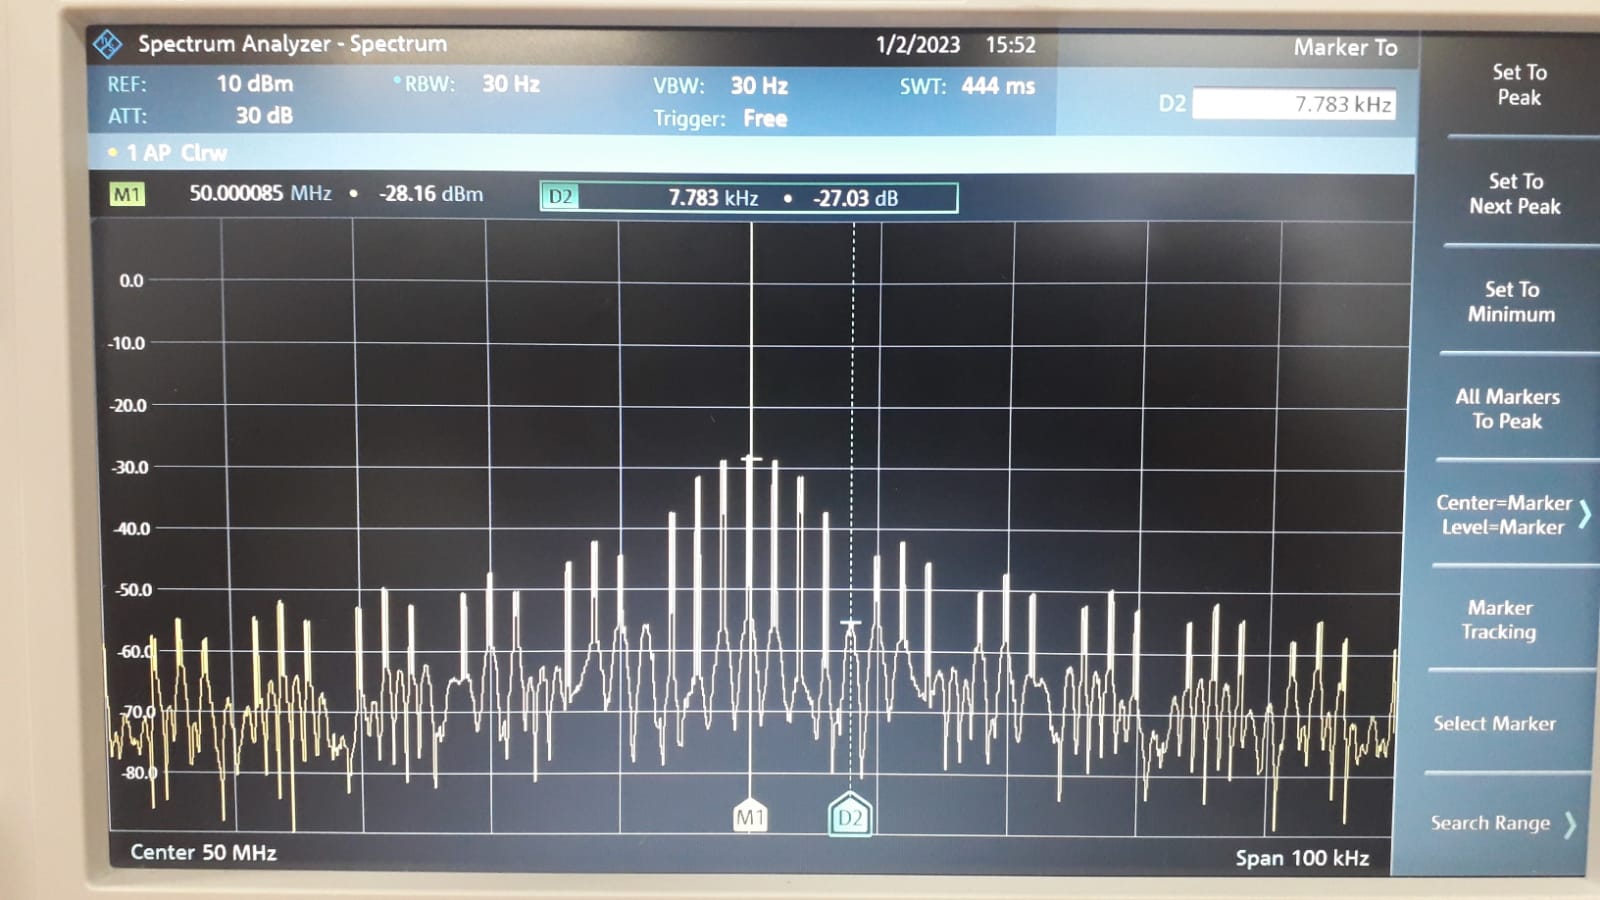 Spectrum Analyzer - Spectrum 1/2/2023 15:52 Marker To
REF: 10 dBm RBW: 30 Hz VBW: 30 Hz SWT: 444 ms
ATT: 30 dB Trigger: Free
D2 7.783 kHz
1 AP Clrw
M1 50.000085 MHz • -28.16 dBm D2 7.783 kHz • -27.03 dB
0.0
-10.0
-20.0
-30.0
-40.0
-50.0
-60.0
-70.0
-80.0
M1 D2
Center 50 MHz Span 100 kHz
Set To
Peak
Set To
Next Peak
Set To
Minimum
All Markers
To Peak
Center=Marker
Level=Marker
Marker
Tracking
Select Marker
Search Range